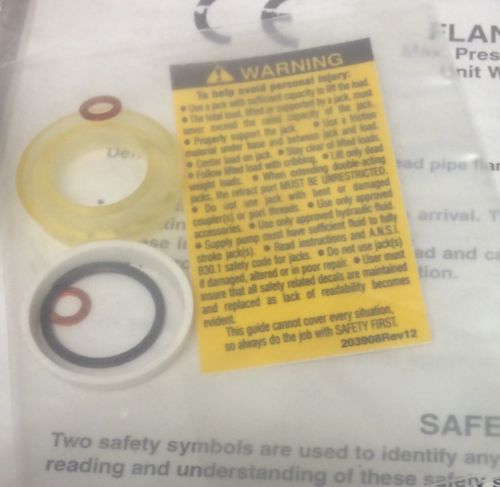 CE
FLAN
Max. Pres
Unit W
WARNING
To help avoid personal injury:
• Use a jack with sufficient capacity to lift the load.
• The total load, lifted or supported by a jack, must
never exceed the rated capacity of the jack.
• Properly support the jack. • Use a friction
material under base and between jack and load.
• Center load on jack. • Stay clear of lifted loads.
• Follow lifted load with cribbing. • Lift only dead
weight loads. • When extending double-acting
jacks, the retract port MUST BE UNRESTRICTED.
• Do not use jack with bent or damaged
coupler(s) or port threads. • Use only approved
accessories. • Use only approved hydraulic fluid.
• Supply pump must have sufficient fluid to fully
stroke jack(s). • Read instructions and A.N.S.I.
B30.1 safety code for jacks. • Do not use jack(s)
if damaged, altered or in poor repair. • User must
insure that all safety related decals are maintained
and replaced as lack of readability becomes
evident.
This guide cannot cover every situation,
so always do the job with SAFETY FIRST.
203908Rev12
ead pipe flan
arrival. T
ad and ca
tion.
SAFE
Two safety symbols are used to identify any
reading and understanding of these safety s